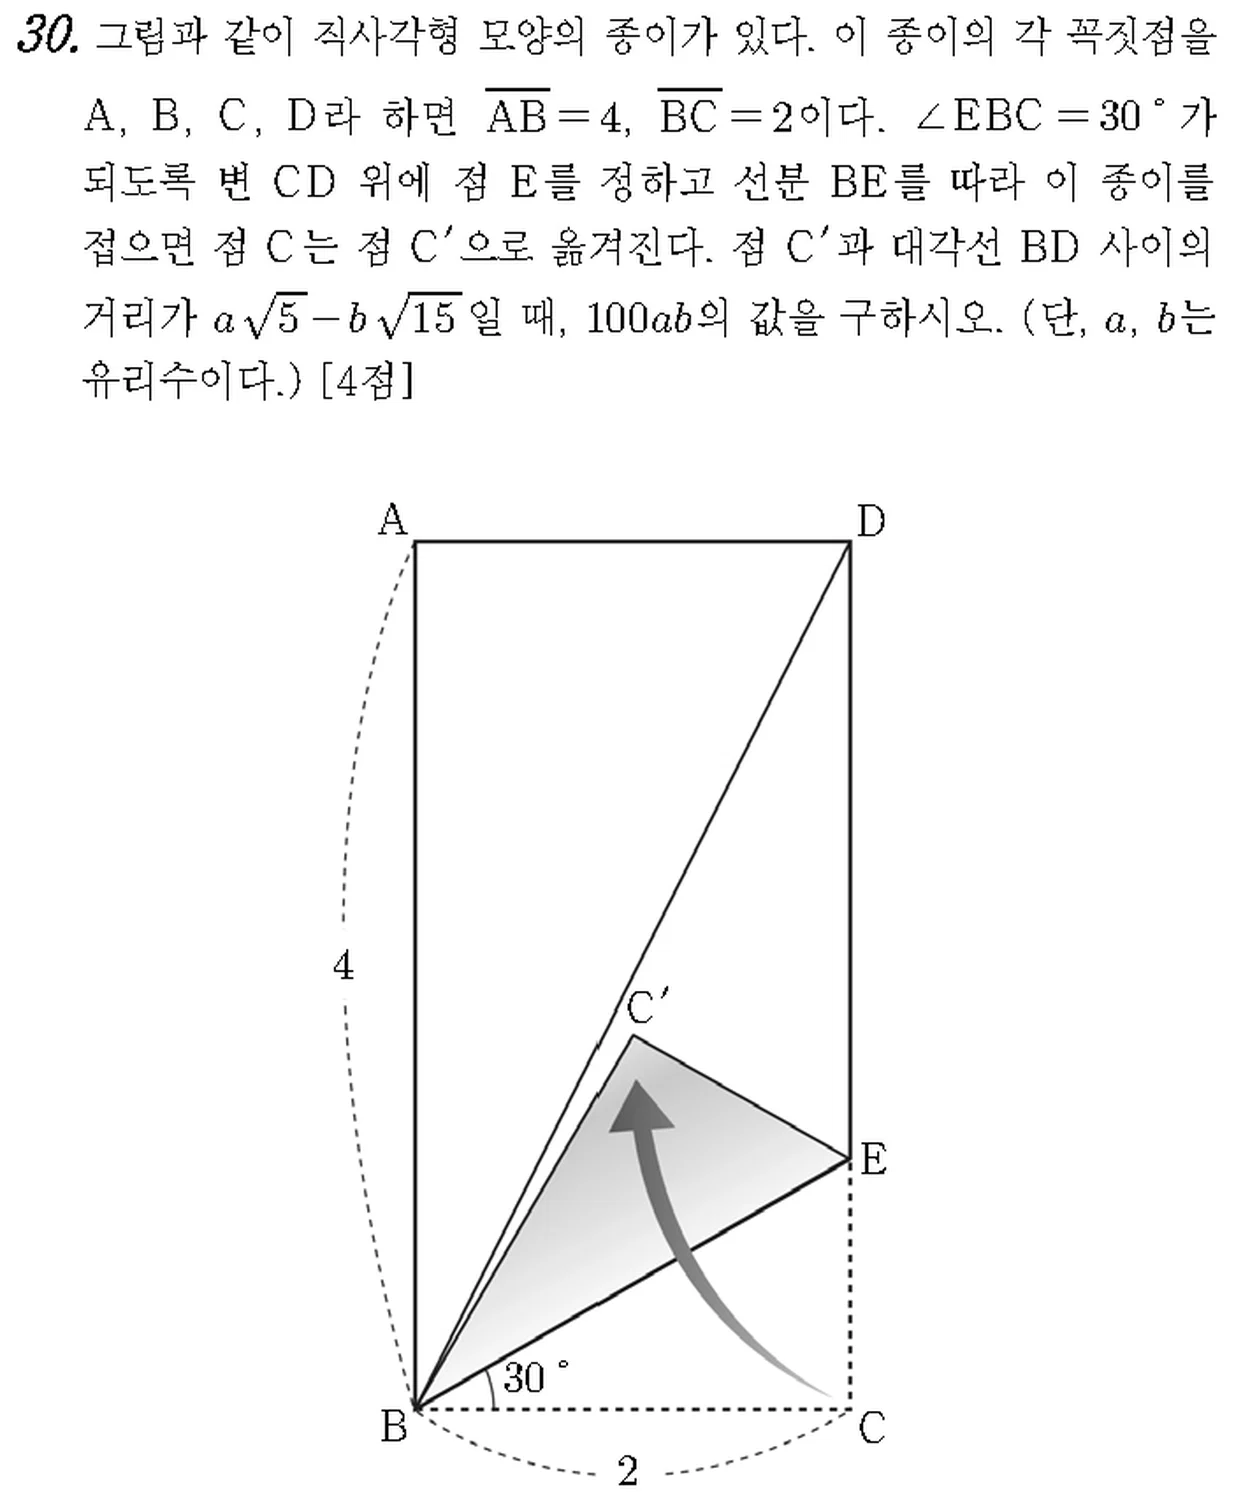 30. 그림과 같이 직사각형 모양의 종이가 있다. 이 종이의 각 꼭짓점을
A, B, C, D라 하면 AB=4, BC=2이다. ∠EBC=30°가
되도록 변 CD 위에 점 E를 정하고 선분 BE를 따라 이 종이를
접으면 점 C는 점 C′으로 옮겨진다. 점 C′과 대각선 BD 사이의
거리가 a√5-b√15일 때, 100ab의 값을 구하시오. (단, a, b는
유리수이다.) [4점]
A
D
C′
4
E
30°
B
C
2